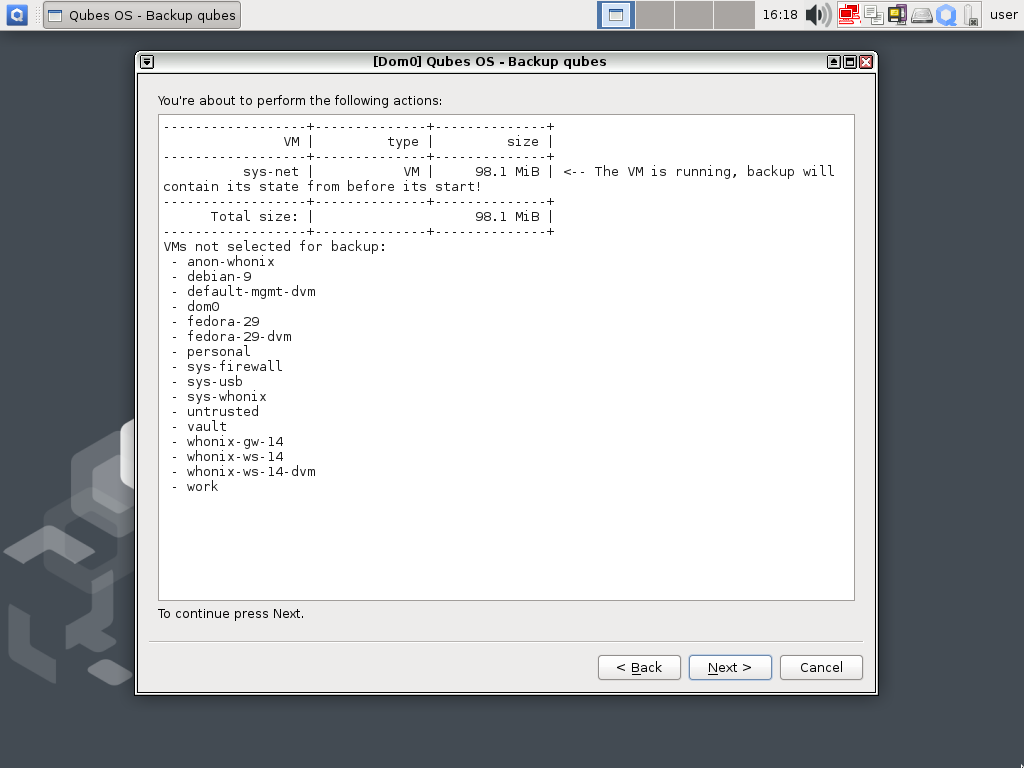 Qubes OS - Backup qubes
16:18
user
[Dom0] Qubes OS - Backup qubes
You're about to perform the following actions:
------------------+--------------+--------------+
VM | type | size |
------------------+--------------+--------------+
sys-net | VM | 98.1 MiB | <-- The VM is running, backup will
contain its state from before its start!
------------------+--------------+--------------+
Total size: | 98.1 MiB |
------------------+--------------+--------------+
VMs not selected for backup:
- anon-whonix
- debian-9
- default-mgmt-dvm
- dom0
- fedora-29
- fedora-29-dvm
- personal
- sys-firewall
- sys-usb
- sys-whonix
- untrusted
- vault
- whonix-gw-14
- whonix-ws-14
- whonix-ws-14-dvm
- work
To continue press Next.
< Back
Next >
Cancel